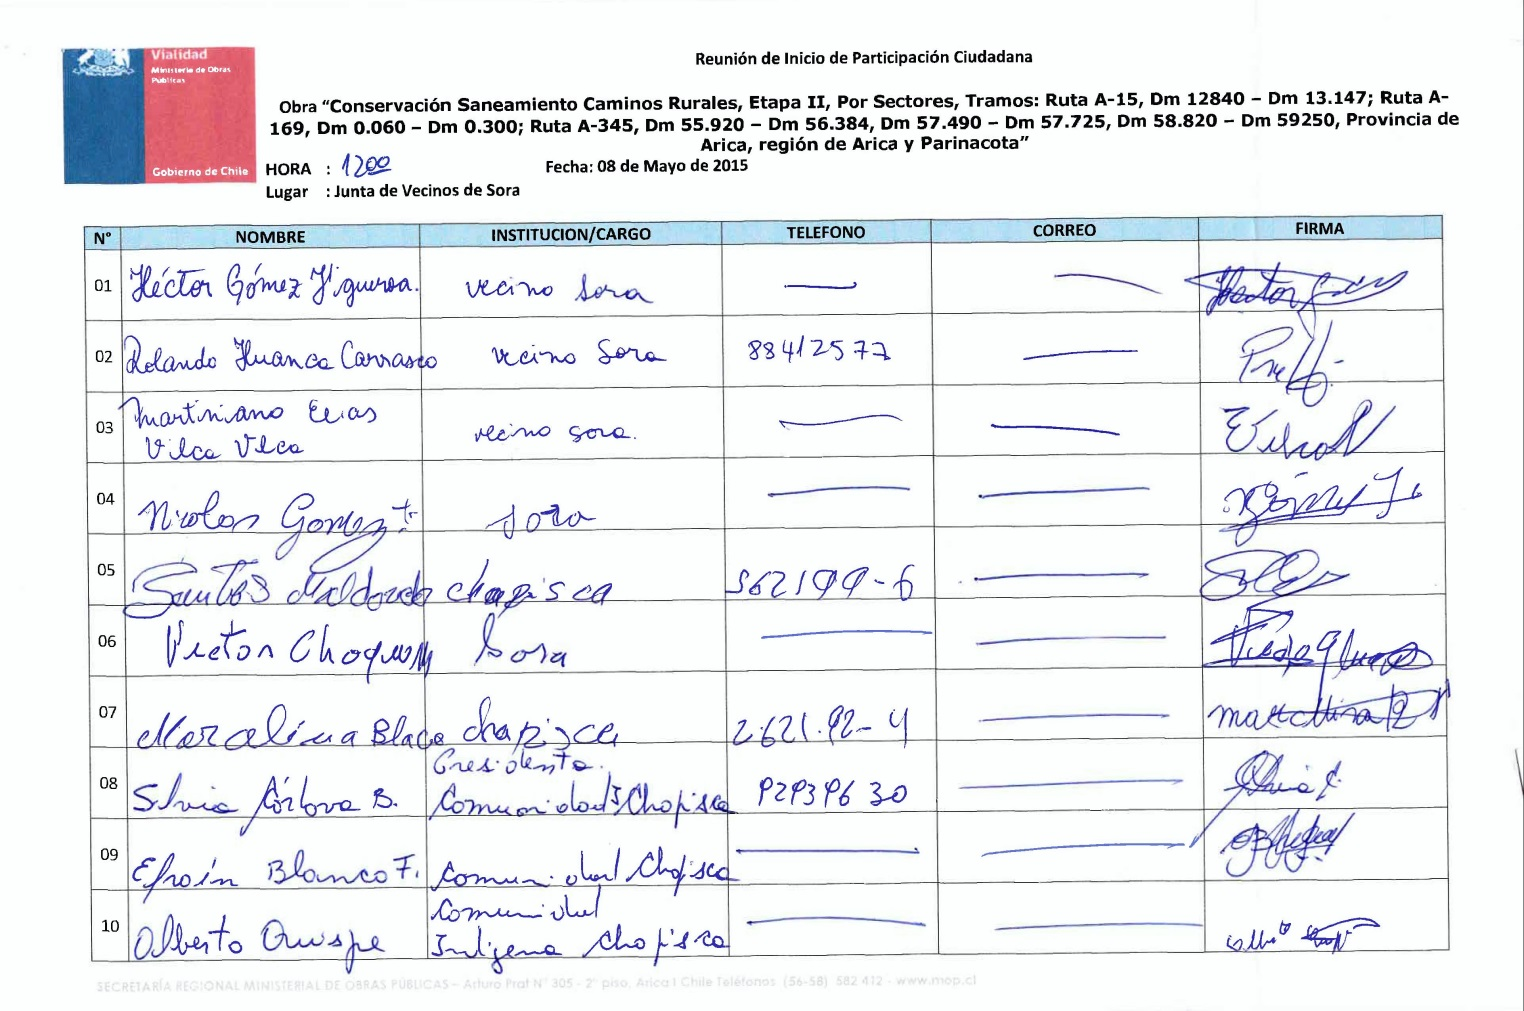 Vialidad
Ministerio de Obras
Públicas
Gobierno de Chile
Reunión de Inicio de Participación Ciudadana
Obra “Conservación Saneamiento Caminos Rurales, Etapa II, Por Sectores, Tramos: Ruta A-15, Dm 12840 – Dm 13.147; Ruta A-
169, Dm 0.060 – Dm 0.300; Ruta A-345, Dm 55.920 – Dm 56.384, Dm 57.490 – Dm 57.725, Dm 58.820 – Dm 59250, Provincia de
Arica, región de Arica y Parinacota”
HORA : 1200 Fecha: 08 de Mayo de 2015
Lugar : Junta de Vecinos de Sora
N° NOMBRE INSTITUCION/CARGO TELEFONO CORREO FIRMA
01 Héctor Gómez Figueroa. vecino Sora
02 Rolando Huanca Carrasco vecino Sora 88412577
03 Martiniano Elias
Vilca Vilca vecino sora.
04 Nicolas Gomez Sora
05 Santos Maldonado chapisca S62199-6
06 Victor Choque M Sora
07 Marcelina Blaco chapisca 2.621.92-4
Presidenta.
08 Silvia Córdova B. Comunidad Chapisca 92939630
09 Efraín Blanco F. Comunidad Chapisca
Comunidad
10 Alberto Quispe Indígena Chapisca
SECRETARÍA REGIONAL MINISTERIAL DE OBRAS PÚBLICAS – Arturo Prat N° 305 - 2° piso. Arica I Chile Teléfonos (56-58) 582 412 - www.mop.cl